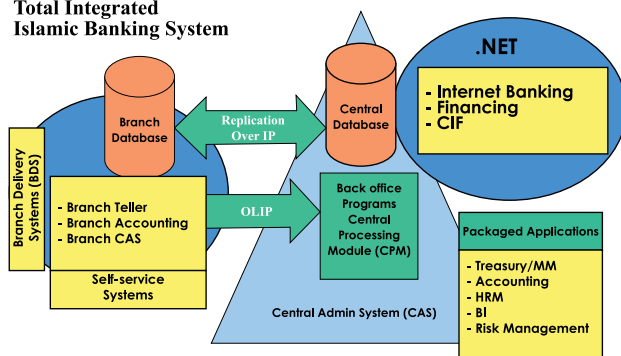 Total Integrated
Islamic Banking System
Branch Delivery
Systems (BDS)
Branch
Database
- Branch Teller
- Branch Accounting
- Branch CAS
Self-service
Systems
Replication
Over IP
OLIP
Central
Database
Back office
Programs
Central
Processing
Module (CPM)
Central Admin System (CAS)
.NET
- Internet Banking
- Financing
- CIF
Packaged Applications
- Treasury/MM
- Accounting
- HRM
- BI
- Risk Management